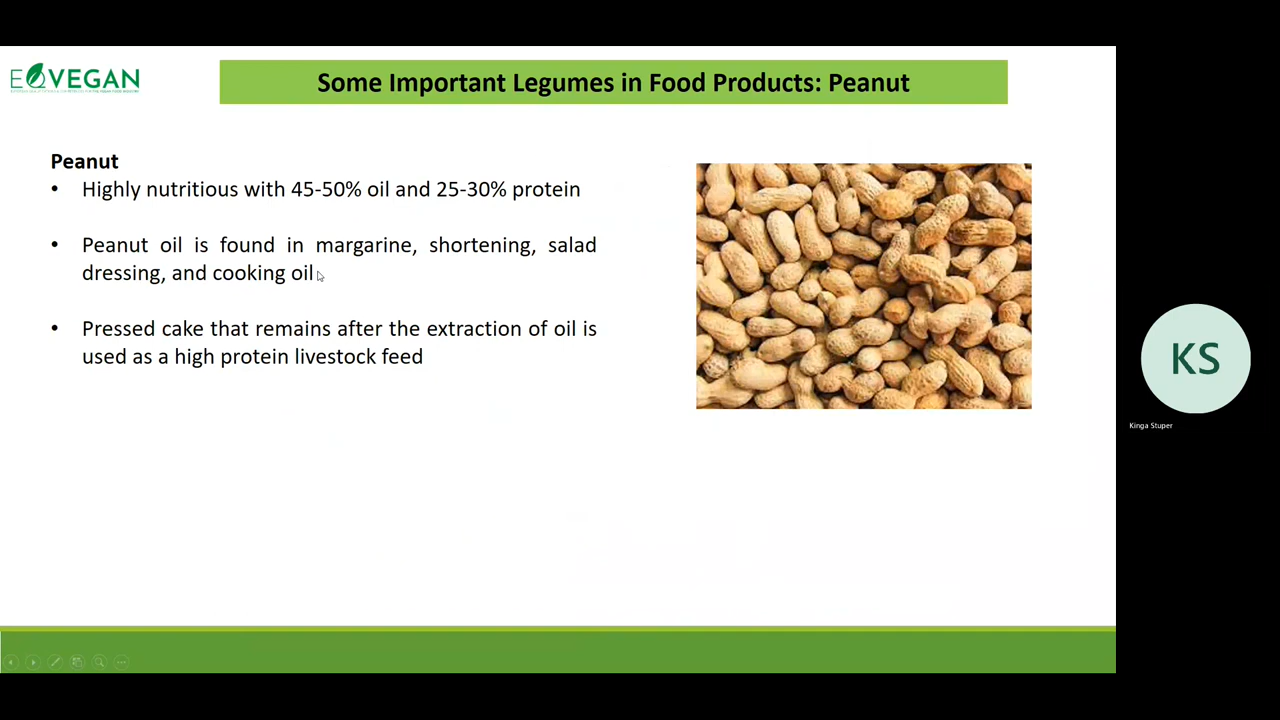 EQVEGAN
Some Important Legumes in Food Products: Peanut
Peanut
• Highly nutritious with 45-50% oil and 25-30% protein
• Peanut oil is found in margarine, shortening, salad
dressing, and cooking oil
• Pressed cake that remains after the extraction of oil is
used as a high protein livestock feed
KS
Kinga Stuper